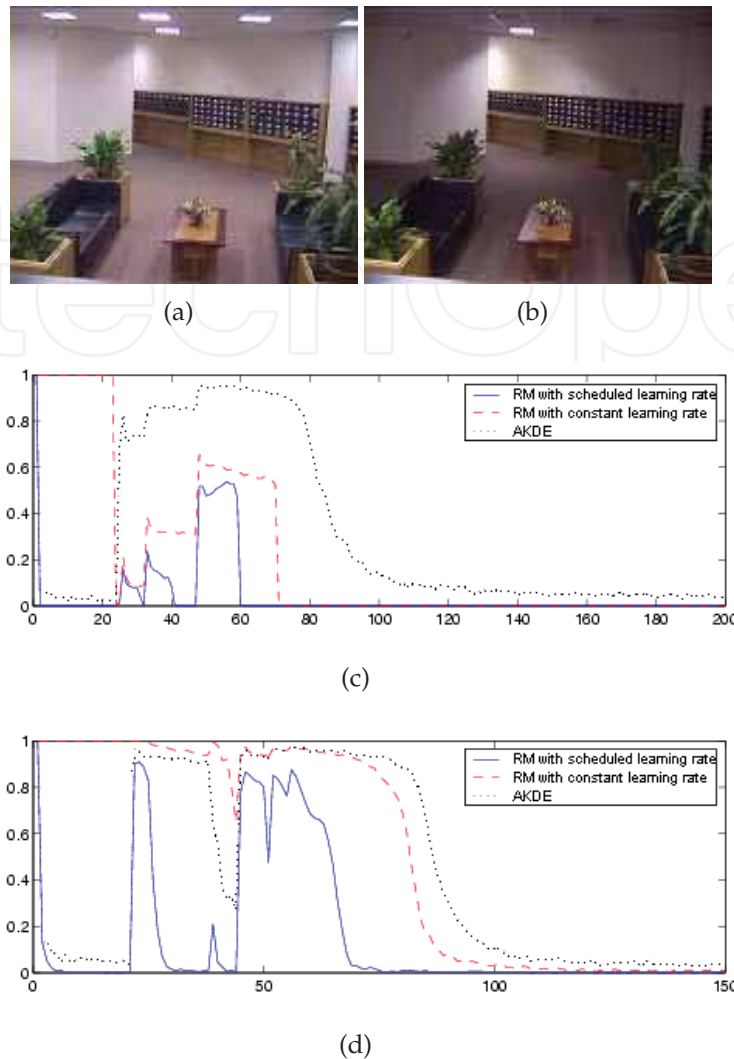 (a)
(b)
1
0.8
0.6
0.4
0.2
0
0 20 40 60 80 100 120 140 160 180 200
RM with scheduled learning rate
RM with constant learning rate
AKDE
(c)
1
0.8
0.6
0.4
0.2
0
0 50 100 150
RM with scheduled learning rate
RM with constant learning rate
AKDE
(d)